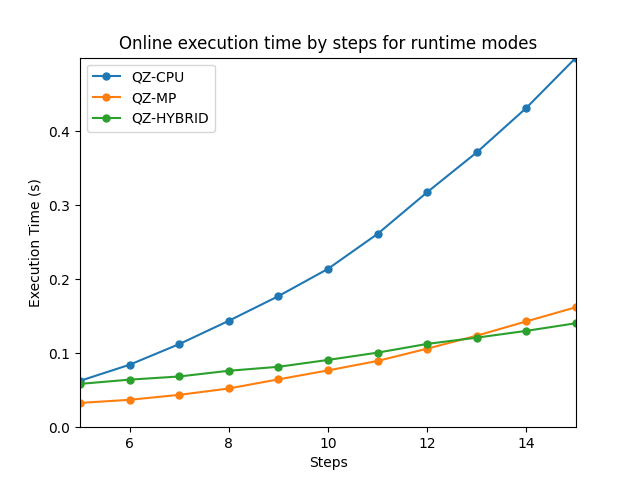 Online execution time by steps for runtime modes
QZ-CPU
QZ-MP
QZ-HYBRID
Execution Time (s)
0.4
0.3
0.2
0.1
0.0
6 8 10 12 14
Steps